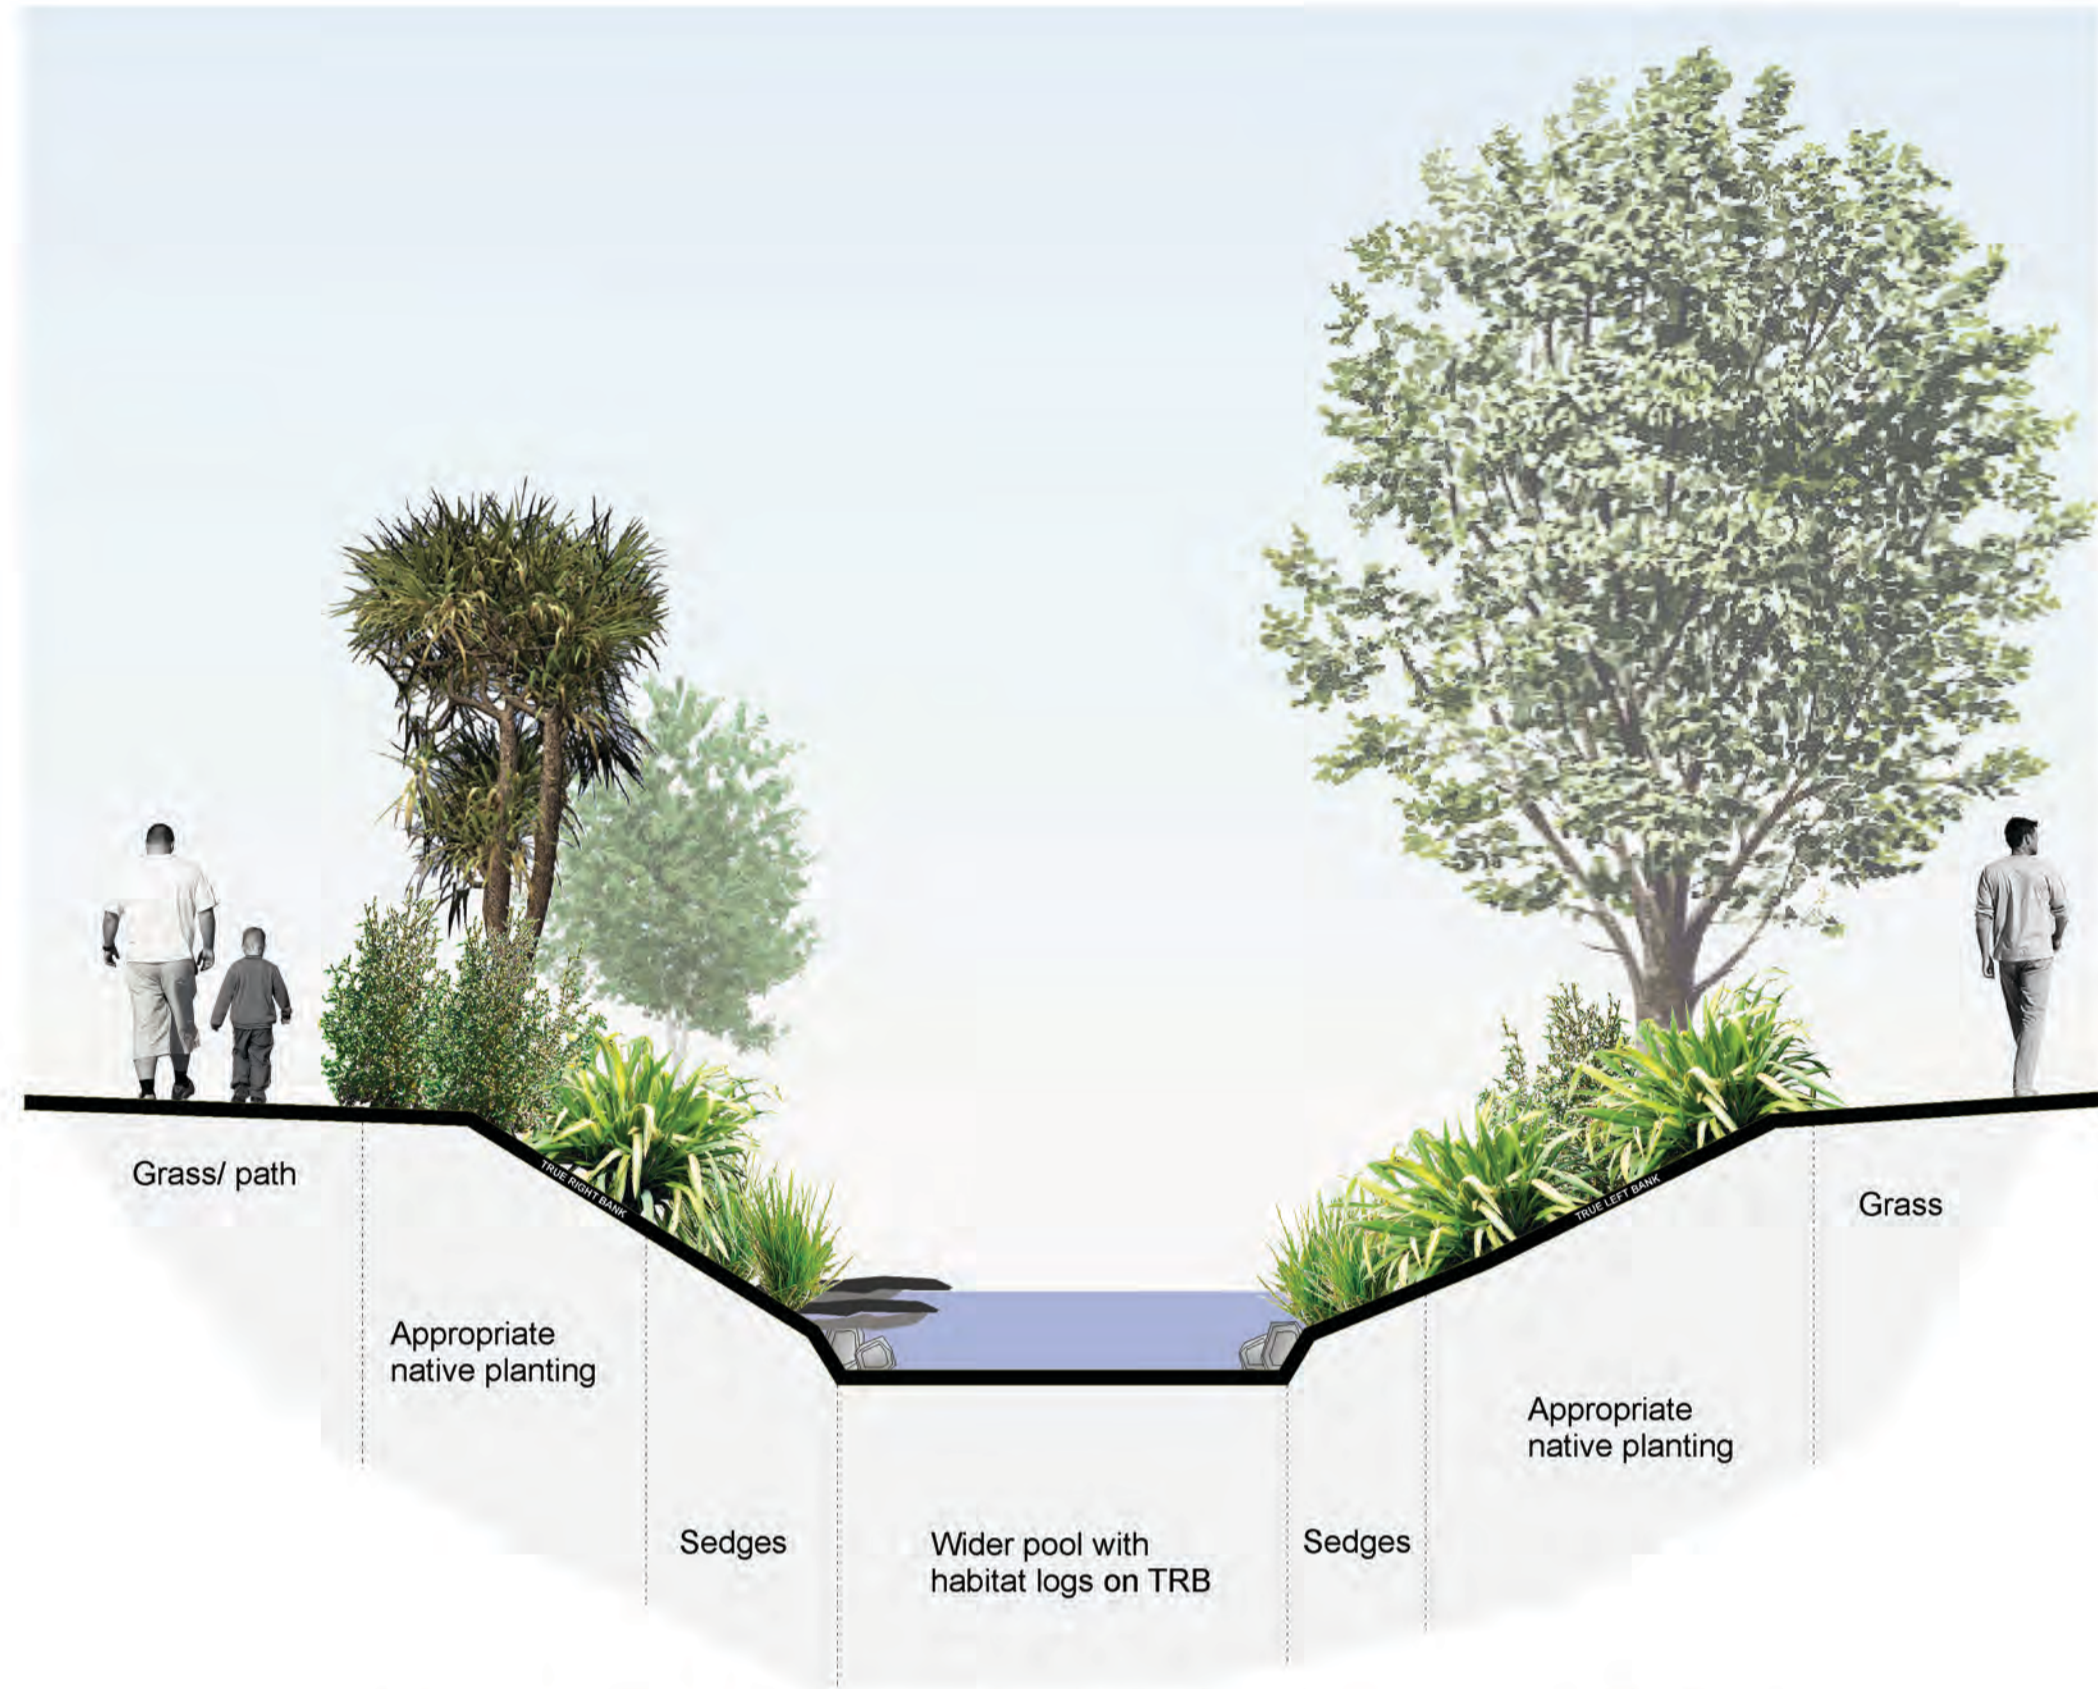 TRUE RIGHT BANK
TRUE LEFT BANK
Grass/ path
Grass
Appropriate
native planting
Appropriate
native planting
Sedges
Wider pool with
habitat logs on TRB
Sedges